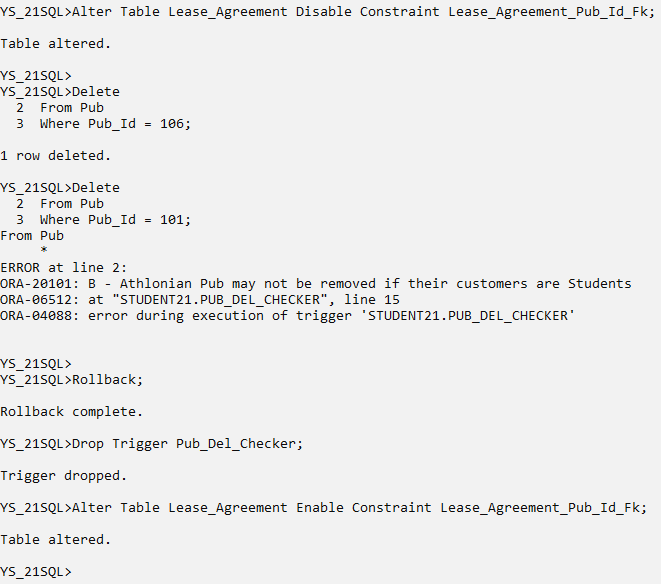 YS_21SQL>Alter Table Lease_Agreement Disable Constraint Lease_Agreement_Pub_Id_Fk;
Table altered.
YS_21SQL>
YS_21SQL>Delete
  2  From Pub
  3  Where Pub_Id = 106;
1 row deleted.
YS_21SQL>Delete
  2  From Pub
  3  Where Pub_Id = 101;
From Pub
     *
ERROR at line 2:
ORA-20101: B - Athlonian Pub may not be removed if their customers are Students
ORA-06512: at "STUDENT21.PUB_DEL_CHECKER", line 15
ORA-04088: error during execution of trigger 'STUDENT21.PUB_DEL_CHECKER'
YS_21SQL>
YS_21SQL>Rollback;
Rollback complete.
YS_21SQL>Drop Trigger Pub_Del_Checker;
Trigger dropped.
YS_21SQL>Alter Table Lease_Agreement Enable Constraint Lease_Agreement_Pub_Id_Fk;
Table altered.
YS_21SQL>